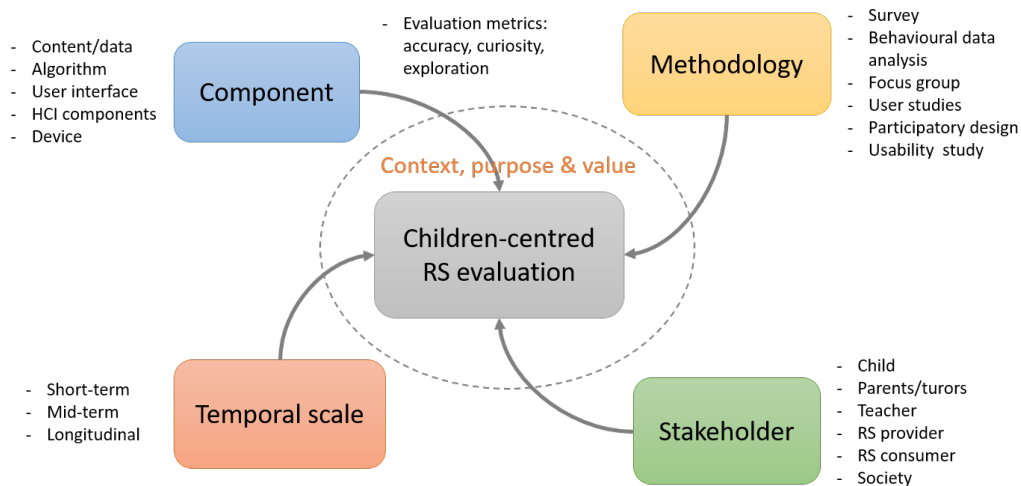 - Content/data
- Algorithm
- User interface
- HCI components
- Device
Component
- Evaluation metrics:
accuracy, curiosity,
exploration
Methodology
- Survey
- Behavioural data
analysis
- Focus group
- User studies
- Participatory design
- Usability study
Context, purpose & value
Children-centred
RS evaluation
- Short-term
- Mid-term
- Longitudinal
Temporal scale
Stakeholder
- Child
- Parents/turors
- Teacher
- RS provider
- RS consumer
- Society